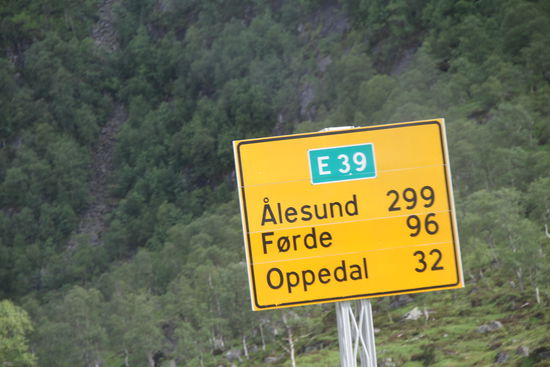 E 39
Ålesund 299
Førde 96
Oppedal 32